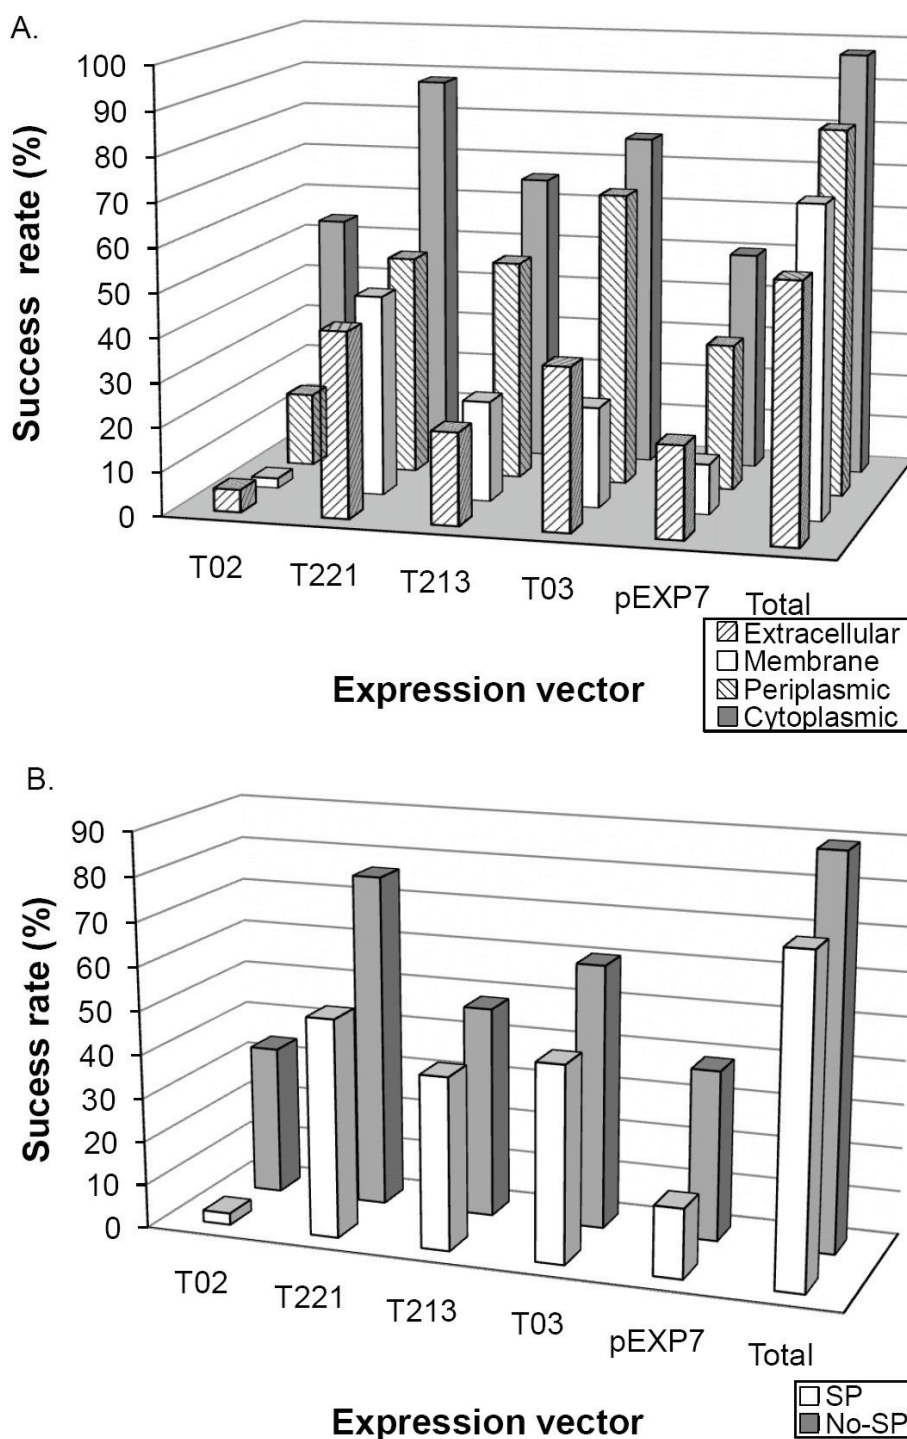 A.
Success reate (%)
100
90
80
70
60
50
40
30
20
10
0
T02
T221
T213
T03
pEXP7
Total
Extracellular
Membrane
Periplasmic
Cytoplasmic
Expression vector
B.
Sucess rate (%)
90
80
70
60
50
40
30
20
10
0
T02
T221
T213
T03
pEXP7
Total
SP
No-SP
Expression vector